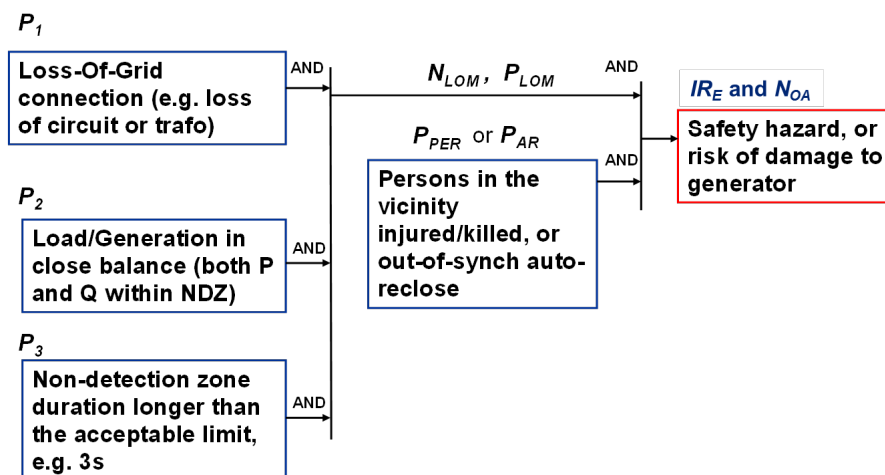 P1
Loss-Of-Grid
connection (e.g. loss
of circuit or trafo)
AND
NLOM, PLOM
AND
IRE and NOA
Safety hazard, or
risk of damage to
generator
PPER or PAR
AND
Persons in the
vicinity
injured/killed, or
out-of-synch auto-
reclose
P2
Load/Generation in
close balance (both P
and Q within NDZ)
AND
P3
Non-detection zone
duration longer than
the acceptable limit,
e.g. 3s
AND